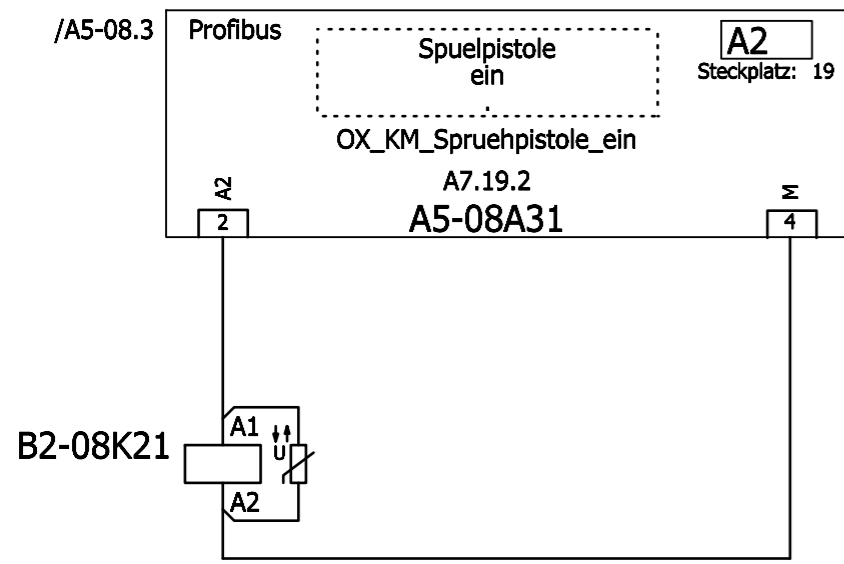 /A5-08.3
Profibus
Spuelpistole
ein
.
A2
Steckplatz: 19
OX_KM_Spruehpistole_ein
A7.19.2
A5-08A31
A2
2
M
4
B2-08K21
A1
U
A2